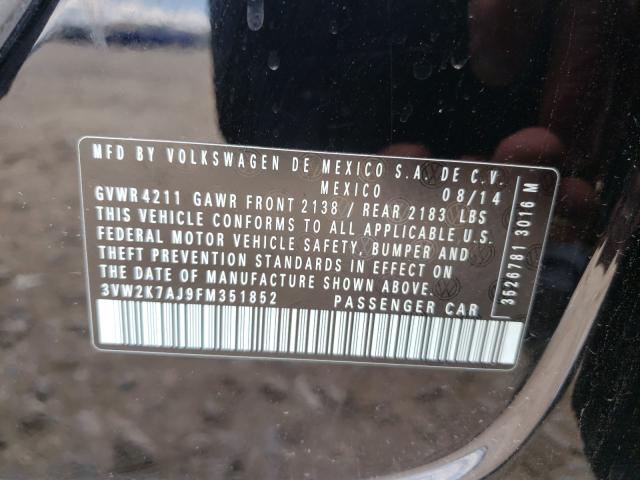 MFD BY VOLKSWAGEN DE MEXICO S.A. DE C.V.
MEXICO 08/14
GVWR 4211 GAWR FRONT 2138 / REAR 2183 LBS
THIS VEHICLE CONFORMS TO ALL APPLICABLE U.S.
FEDERAL MOTOR VEHICLE SAFETY, BUMPER AND
THEFT PREVENTION STANDARDS IN EFFECT ON
THE DATE OF MANUFACTURE SHOWN ABOVE.
3VW2K7AJ9FM351852 PASSENGER CAR
3526781 3016 M